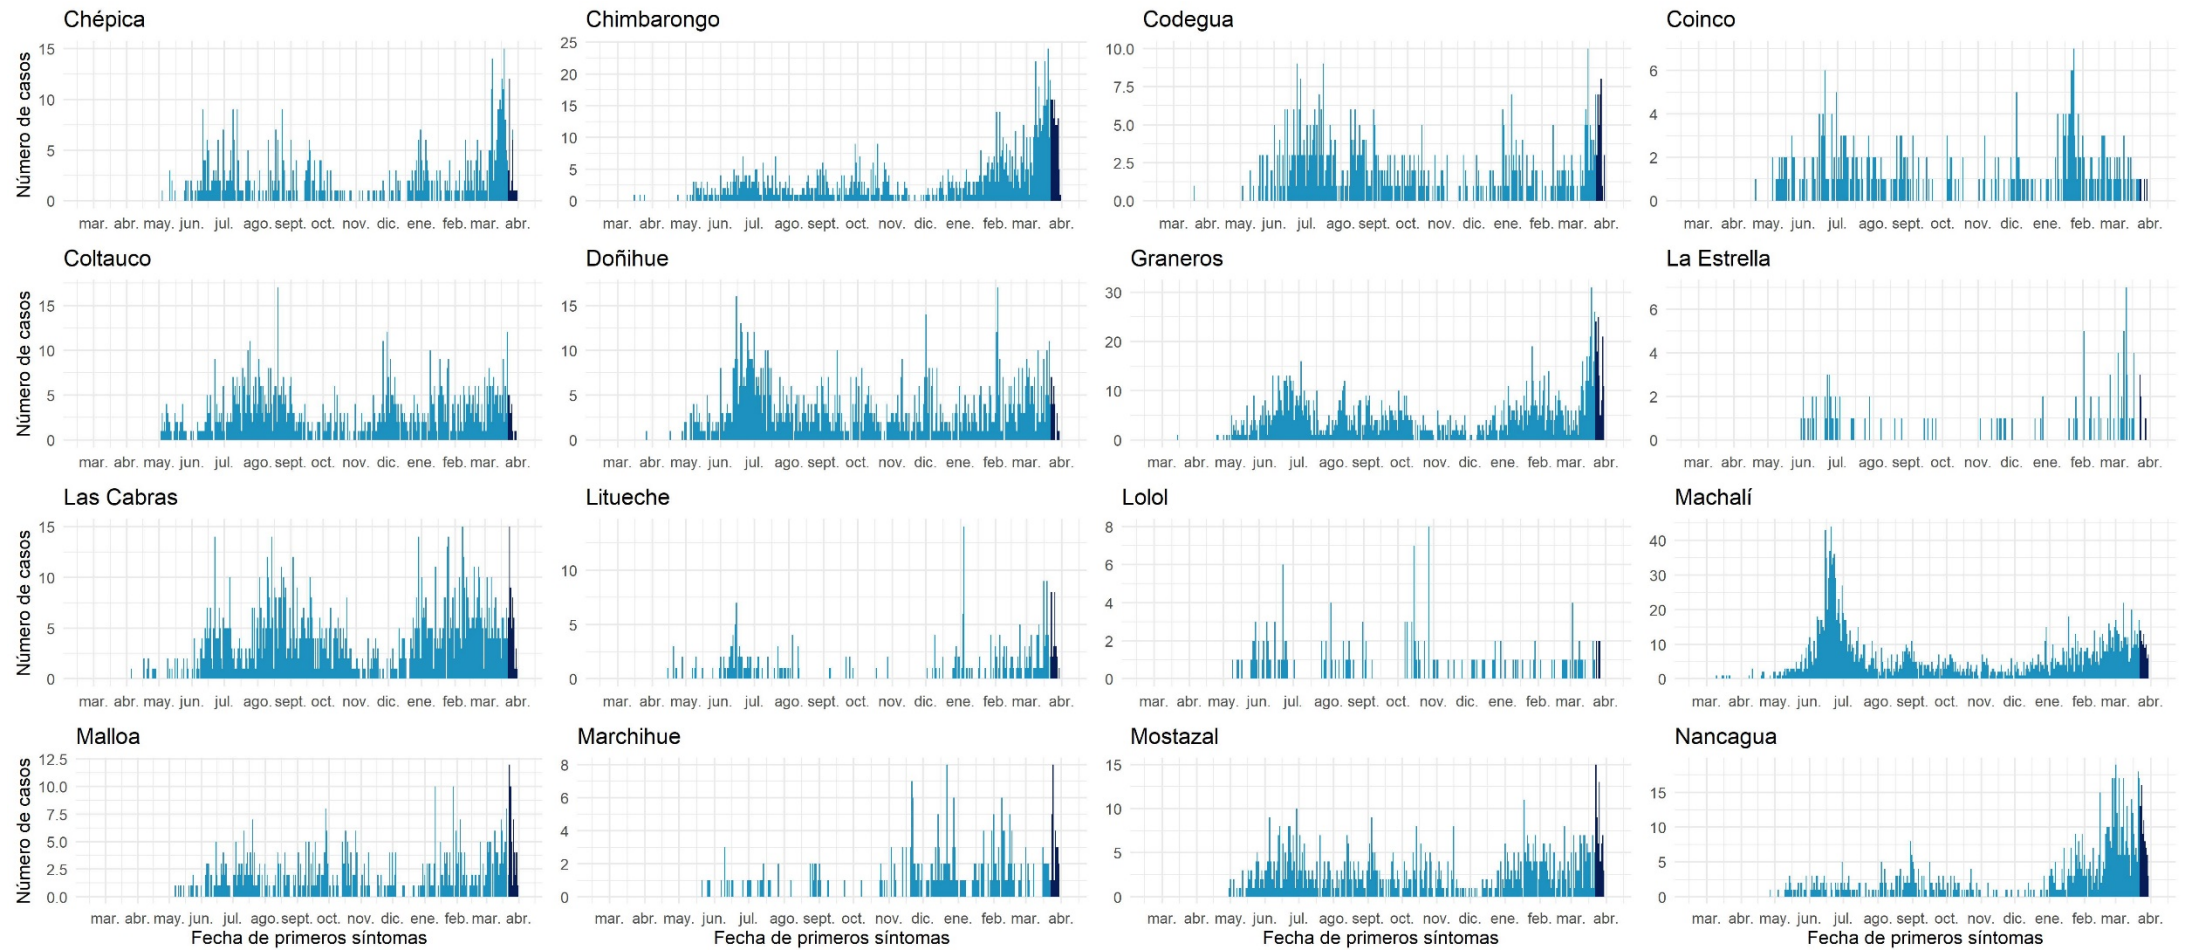 Chépica
Chimbarongo
Codegua
Coinco
Número de casos
15
10
5
0
25
20
15
10
5
0
10.0
7.5
5.0
2.5
0.0
6
4
2
0
mar. abr. may. jun. jul. ago. sept. oct. nov. dic. ene. feb. mar. abr.
mar. abr. may. jun. jul. ago. sept. oct. nov. dic. ene. feb. mar. abr.
mar. abr. may. jun. jul. ago. sept. oct. nov. dic. ene. feb. mar. abr.
mar. abr. may. jun. jul. ago. sept. oct. nov. dic. ene. feb. mar. abr.
Coltauco
Doñihue
Graneros
La Estrella
Número de casos
15
10
5
0
15
10
5
0
30
20
10
0
6
4
2
0
mar. abr. may. jun. jul. ago. sept. oct. nov. dic. ene. feb. mar. abr.
mar. abr. may. jun. jul. ago. sept. oct. nov. dic. ene. feb. mar. abr.
mar. abr. may. jun. jul. ago. sept. oct. nov. dic. ene. feb. mar. abr.
mar. abr. may. jun. jul. ago. sept. oct. nov. dic. ene. feb. mar. abr.
Las Cabras
Litueche
Lolol
Machalí
Número de casos
15
10
5
0
10
5
0
8
6
4
2
0
40
30
20
10
0
mar. abr. may. jun. jul. ago. sept. oct. nov. dic. ene. feb. mar. abr.
mar. abr. may. jun. jul. ago. sept. oct. nov. dic. ene. feb. mar. abr.
mar. abr. may. jun. jul. ago. sept. oct. nov. dic. ene. feb. mar. abr.
mar. abr. may. jun. jul. ago. sept. oct. nov. dic. ene. feb. mar. abr.
Malloa
Marchihue
Mostazal
Nancagua
Número de casos
12.5
10.0
7.5
5.0
2.5
0.0
8
6
4
2
0
15
10
5
0
15
10
5
0
mar. abr. may. jun. jul. ago. sept. oct. nov. dic. ene. feb. mar. abr.
mar. abr. may. jun. jul. ago. sept. oct. nov. dic. ene. feb. mar. abr.
mar. abr. may. jun. jul. ago. sept. oct. nov. dic. ene. feb. mar. abr.
mar. abr. may. jun. jul. ago. sept. oct. nov. dic. ene. feb. mar. abr.
Fecha de primeros síntomas
Fecha de primeros síntomas
Fecha de primeros síntomas
Fecha de primeros síntomas